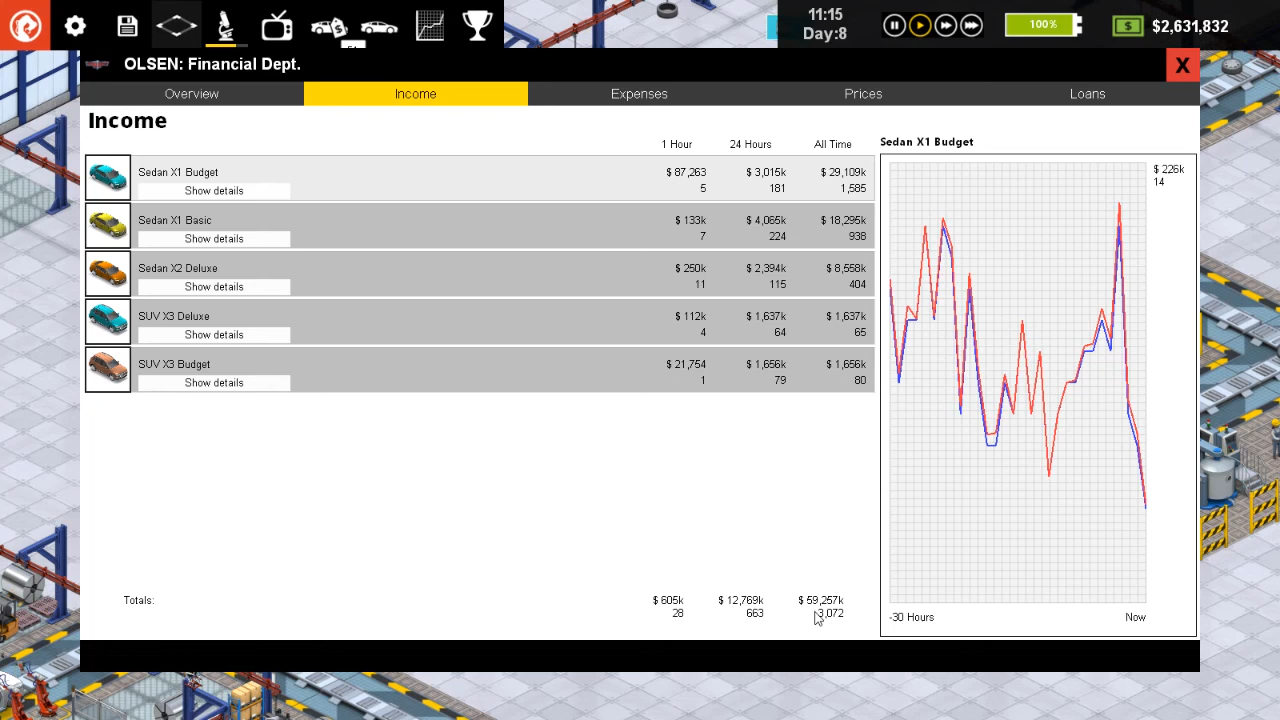 11:15
Day:8
100%
$2,631,832
OLSEN: Financial Dept.
X
Overview
Income
Expenses
Prices
Loans
Income
1 Hour
24 Hours
All Time
Sedan X1 Budget
$ 87,263
$ 3,015k
$ 29,109k
Show details
5
181
1,585
Sedan X1 Basic
$ 133k
$ 4,065k
$ 18,295k
Show details
7
224
938
Sedan X2 Deluxe
$ 250k
$ 2,394k
$ 8,558k
Show details
11
115
404
SUV X3 Deluxe
$ 112k
$ 1,637k
$ 1,637k
Show details
4
64
65
SUV X3 Budget
$ 21,754
$ 1,656k
$ 1,656k
Show details
1
79
80
Totals:
$ 605k
$ 12,769k
$ 59,257k
28
663
3,072
Sedan X1 Budget
$ 226k
14
-30 Hours
Now